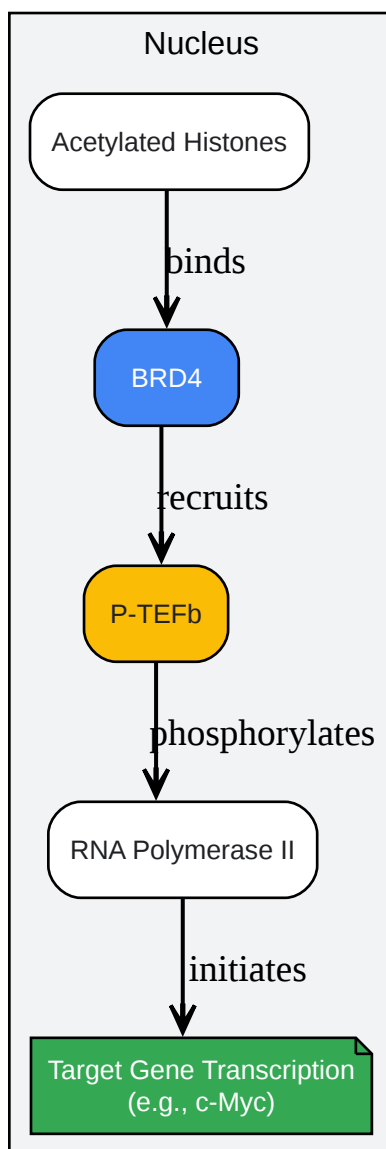 Nucleus
Acetylated Histones
binds
BRD4
recruits
P-TEFb
phosphorylates
RNA Polymerase II
initiates
Target Gene Transcription
(e.g., c-Myc)